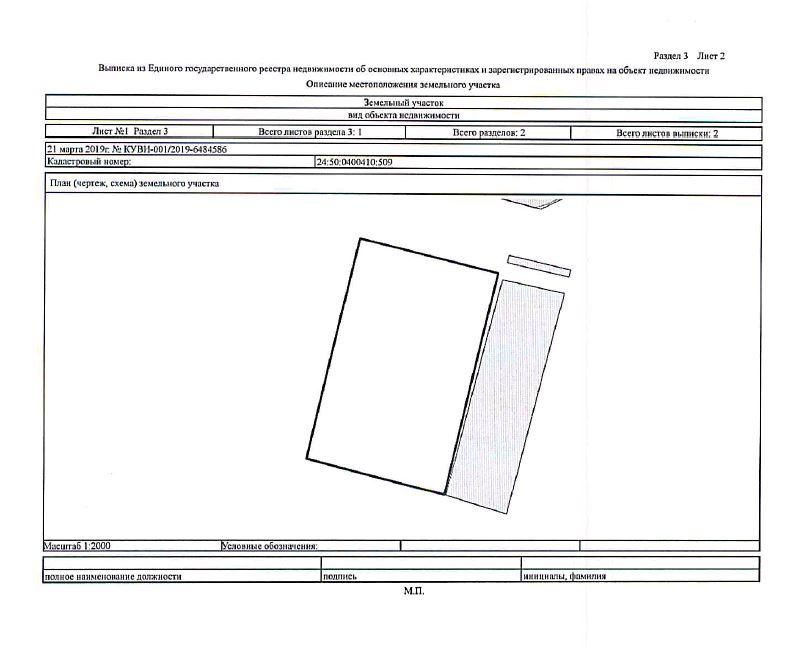 Раздел 3 Лист 2
Выписка из Единого государственного реестра недвижимости об основных характеристиках и зарегистрированных правах на объект недвижимости
Описание местоположения земельного участка
Земельный участок
вид объекта недвижимости
Лист №1 Раздел 3 Всего листов раздела 3: 1 Всего разделов: 2 Всего листов выписки: 2
21 марта 2019г. № КУВИ-001/2019-6484586
Кадастровый номер: 24:50:0400410:509
План (чертеж, схема) земельного участка
Масштаб 1:2000 Условные обозначения:
полное наименование должности подпись инициалы, фамилия
М.П.